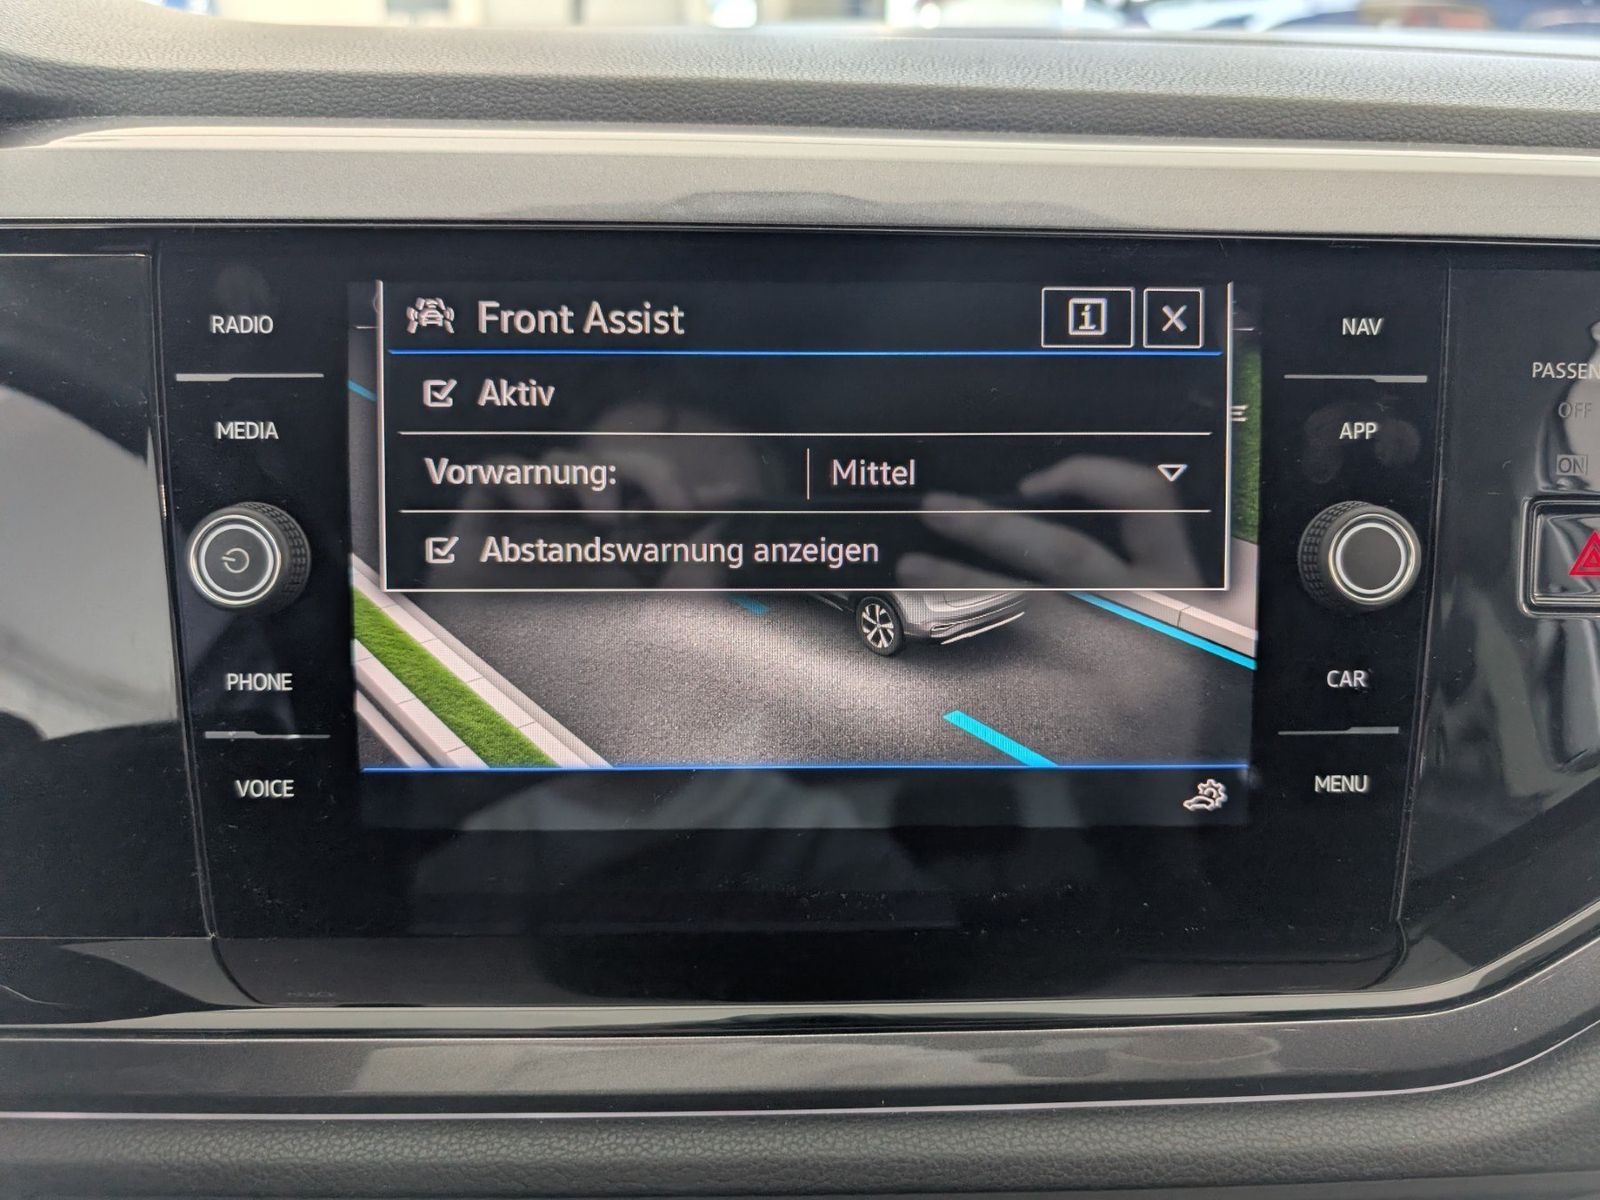 RADIO
MEDIA
PHONE
VOICE
Front Assist
i
Aktiv
Vorwarnung:
Mittel
Abstandswarnung anzeigen
NAV
APP
CAR
MENU
OFF
ON